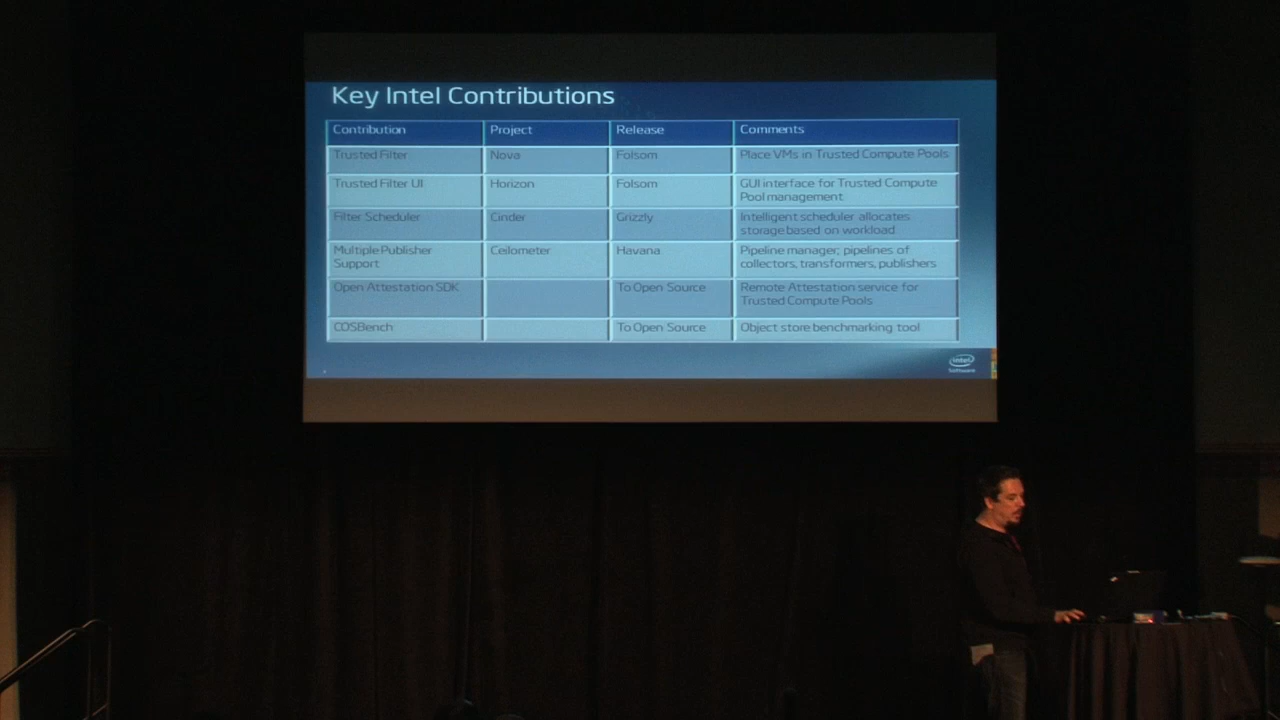 Key Intel Contributions
Contribution Project Release Comments
Trusted Filter Nova Folsom Place VMs in Trusted Compute Pools
Trusted Filter UI Horizon Folsom GUI interface for Trusted Compute
Pool management
Filter Scheduler Cinder Grizzly Intelligent scheduler allocates
storage based on workload
Multiple Publisher Ceilometer Havana Pipeline manager; pipelines of
Support collectors, transformers, publishers
Open Attestation SDK To Open Source Remote Attestation service for
Trusted Compute Pools
COSBench To Open Source Object store benchmarking tool
intel
Software